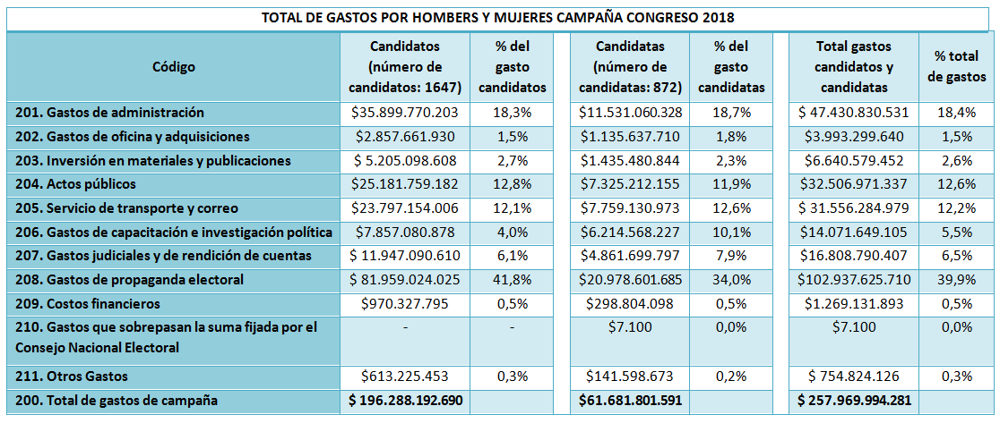 TOTAL DE GASTOS POR HOMBERS Y MUJERES CAMPAÑA CONGRESO 2018
Código
Candidatos
(número de
candidatos: 1647)
% del
gasto
candidatos
Candidatas
(número de
candidatas: 872)
% del
gasto
candidatas
Total gastos
candidatos y
candidatas
% total
de gastos
201. Gastos de administración $35.899.770.203 18,3% $11.531.060.328 18,7% $ 47.430.830.531 18,4%
202. Gastos de oficina y adquisiciones $2.857.661.930 1,5% $1.135.637.710 1,8% $3.993.299.640 1,5%
203. Inversión en materiales y publicaciones $ 5.205.098.608 2,7% $1.435.480.844 2,3% $6.640.579.452 2,6%
204. Actos públicos $25.181.759.182 12,8% $7.325.212.155 11,9% $32.506.971.337 12,6%
205. Servicio de transporte y correo $23.797.154.006 12,1% $7.759.130.973 12,6% $ 31.556.284.979 12,2%
206. Gastos de capacitación e investigación política $7.857.080.878 4,0% $6.214.568.227 10,1% $14.071.649.105 5,5%
207. Gastos judiciales y de rendición de cuentas $ 11.947.090.610 6,1% $4.861.699.797 7,9% $16.808.790.407 6,5%
208. Gastos de propaganda electoral $ 81.959.024.025 41,8% $20.978.601.685 34,0% $102.937.625.710 39,9%
209. Costos financieros $970.327.795 0,5% $298.804.098 0,5% $1.269.131.893 0,5%
210. Gastos que sobrepasan la suma fijada por el
Consejo Nacional Electoral - - $7.100 0,0% $7.100 0,0%
211. Otros Gastos $613.225.453 0,3% $141.598.673 0,2% $ 754.824.126 0,3%
200. Total de gastos de campaña $ 196.288.192.690 $61.681.801.591 $ 257.969.994.281